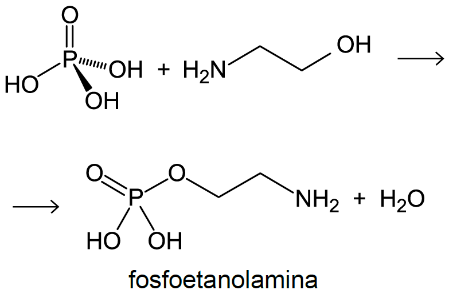 O
P
HO
OH
OH
+
H₂N
OH
O
P
O
HO
OH
NH₂
+
H₂O
fosfoetanolamina